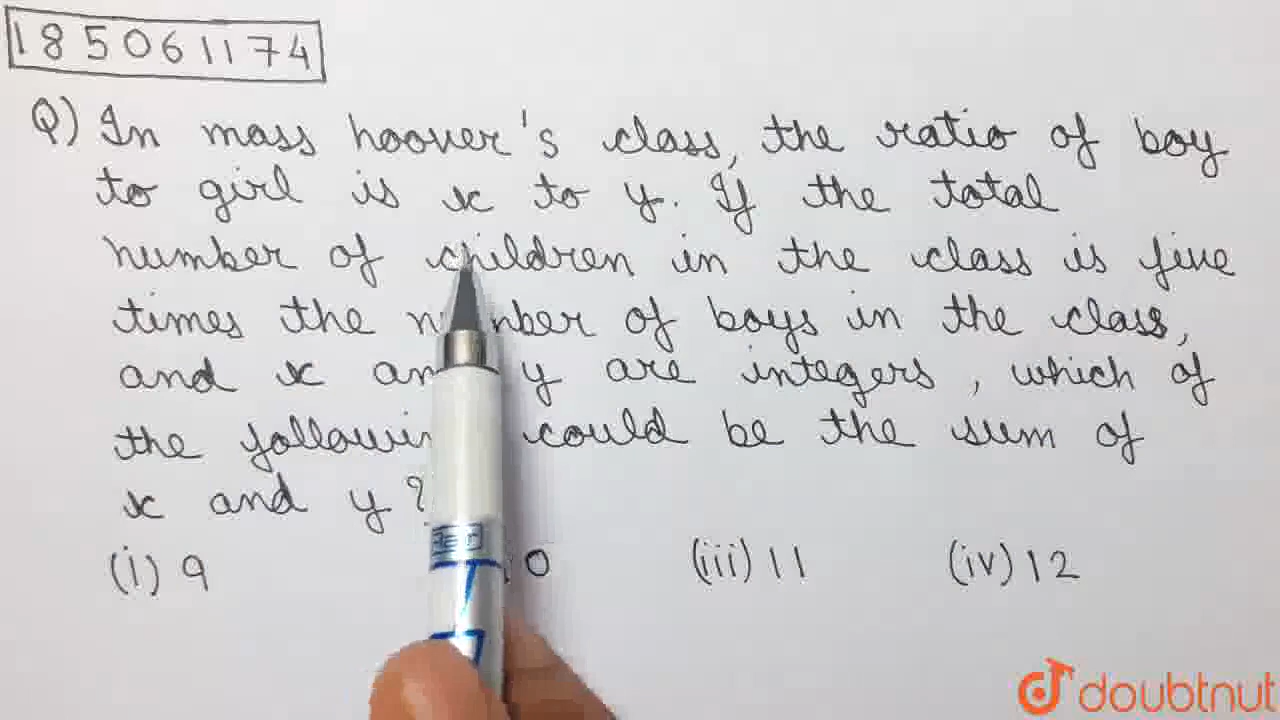 185061174
Q) In mass hoover's class, the ratio of boy
to girl is x to y. If the total
number of children in the class is five
times the number of boys in the class,
and x and y are integers, which of
the following could be the sum of
x and y?
(i) 9 0 (iii) 11 (iv) 12
doubtnut